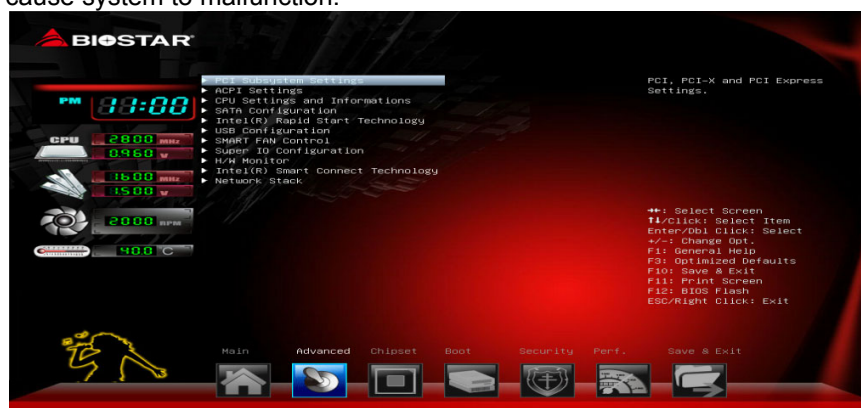 cause system to malfunction.
BIOSTAR
PCI Subsystem Settings
ACPI Settings
CPU Settings and Informations
SATA Configuration
Intel(R) Rapid Start Technology
USB Configuration
SMART FAN Control
Super IO Configuration
H/W Monitor
Intel(R) Smart Connect Technology
Network Stack
PCI, PCI-X and PCI Express
Settings.
PM 11:00
CPU 2800 MHz
0.960 V
1600 MHz
1.500 V
2000 RPM
40.0 C
→←: Select Screen
↑↓/Click: Select Item
Enter/Dbl Click: Select
+/-: Change Opt.
F1: General Help
F3: Optimized Defaults
F10: Save & Exit
F11: Print Screen
F12: BIOS Flash
ESC/Right Click: Exit
Main Advanced Chipset Boot Security Perf. Save & Exit